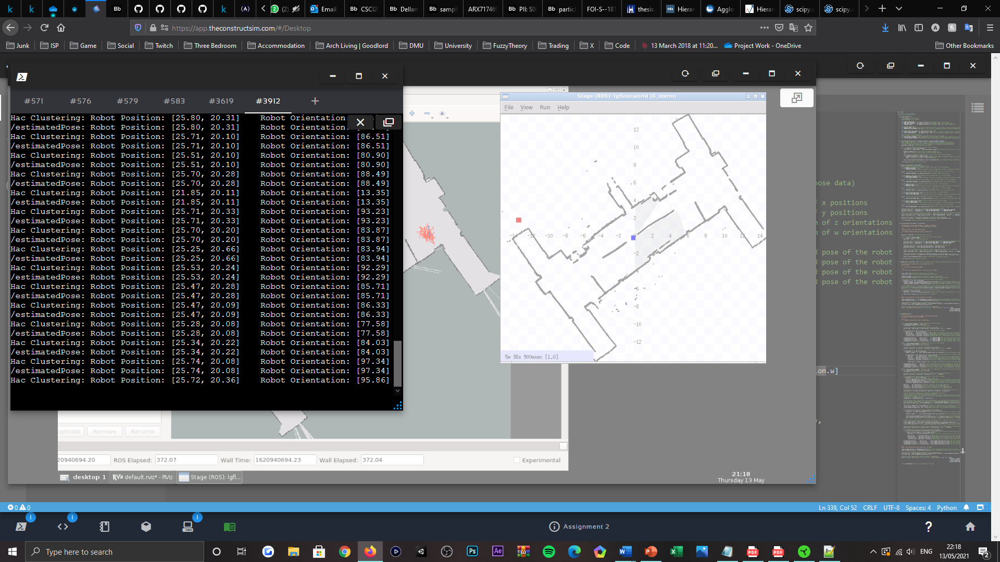 (2)
Email
CSCI2
Dellart
sampl
ARX717469
PII: S00
particl
FOI-S--181
thesis.
Hierar
Agglo
Hierar
scipy.c
scipy.c
https://app.theconstructsim.com/#/Desktop
Junk
ISP
Game
Social
Twitch
Three Bedroom
Accommodation
Arch Living | Goodlord
DMU
University
FuzzyTheory
Trading
X
Code
13 March 2018 at 11:20...
Project Work - OneDrive
Other Bookmarks
#571
#576
#579
#583
#3619
#3912
+
Hac Clustering: Robot Position: [25.80, 20.31] Robot Orientation
/estimatedPose: Robot Position: [25.80, 20.31] Robot Orientation
Hac Clustering: Robot Position: [25.71, 20.10] Robot Orientation: [86.51]
/estimatedPose: Robot Position: [25.71, 20.10] Robot Orientation: [86.51]
Hac Clustering: Robot Position: [25.51, 20.10] Robot Orientation: [80.90]
/estimatedPose: Robot Position: [25.51, 20.10] Robot Orientation: [80.90]
Hac Clustering: Robot Position: [25.70, 20.28] Robot Orientation: [88.49]
/estimatedPose: Robot Position: [25.70, 20.28] Robot Orientation: [88.49]
Hac Clustering: Robot Position: [21.85, 20.11] Robot Orientation: [13.35]
/estimatedPose: Robot Position: [21.85, 20.11] Robot Orientation: [13.35]
Hac Clustering: Robot Position: [25.71, 20.33] Robot Orientation: [93.23]
/estimatedPose: Robot Position: [25.71, 20.33] Robot Orientation: [93.23]
Hac Clustering: Robot Position: [25.70, 20.20] Robot Orientation: [83.87]
/estimatedPose: Robot Position: [25.70, 20.20] Robot Orientation: [83.87]
Hac Clustering: Robot Position: [25.25, 20.66] Robot Orientation: [83.94]
/estimatedPose: Robot Position: [25.25, 20.66] Robot Orientation: [83.94]
Hac Clustering: Robot Position: [25.53, 20.24] Robot Orientation: [92.29]
/estimatedPose: Robot Position: [25.53, 20.24] Robot Orientation: [92.29]
Hac Clustering: Robot Position: [25.47, 20.28] Robot Orientation: [85.71]
/estimatedPose: Robot Position: [25.47, 20.28] Robot Orientation: [85.71]
Hac Clustering: Robot Position: [25.47, 20.09] Robot Orientation: [86.33]
/estimatedPose: Robot Position: [25.47, 20.09] Robot Orientation: [86.33]
Hac Clustering: Robot Position: [25.28, 20.08] Robot Orientation: [77.58]
/estimatedPose: Robot Position: [25.28, 20.08] Robot Orientation: [77.58]
Hac Clustering: Robot Position: [25.34, 20.22] Robot Orientation: [84.03]
/estimatedPose: Robot Position: [25.34, 20.22] Robot Orientation: [84.03]
Hac Clustering: Robot Position: [25.74, 20.08] Robot Orientation: [97.34]
/estimatedPose: Robot Position: [25.74, 20.08] Robot Orientation: [97.34]
Hac Clustering: Robot Position: [25.72, 20.36] Robot Orientation: [95.86]
Stage (ROS): lgfloor.world (6_xterm)
File View Run Help
12
10
8
6
4
2
-14 -12 -10 -8 -6 -4 -2 2 4 6 8 10 12 14
-2
-4
-6
-8
-10
-12
5m 36s 900msec [1.0]
pose data)
x positions
y positions
of z orientations
of w orientations
pose of the robot
pose of the robot
pose of the robot
pose of the robot
ion.w]
),
uplicate Remove Rename
20940694.20 ROS Elapsed: 372.07 Wall Time: 1620940694.23 Wall Elapsed: 372.04 Experimental
desktop 1 RViz default.rviz* - RViz Stage (ROS): lgfl...
21:18
Thursday 13 May
0 0
Ln 339, Col 52 CRLF UTF-8 Spaces: 4 Python
Assignment 2
Type here to search
ENG
22:18
13/05/2021
2